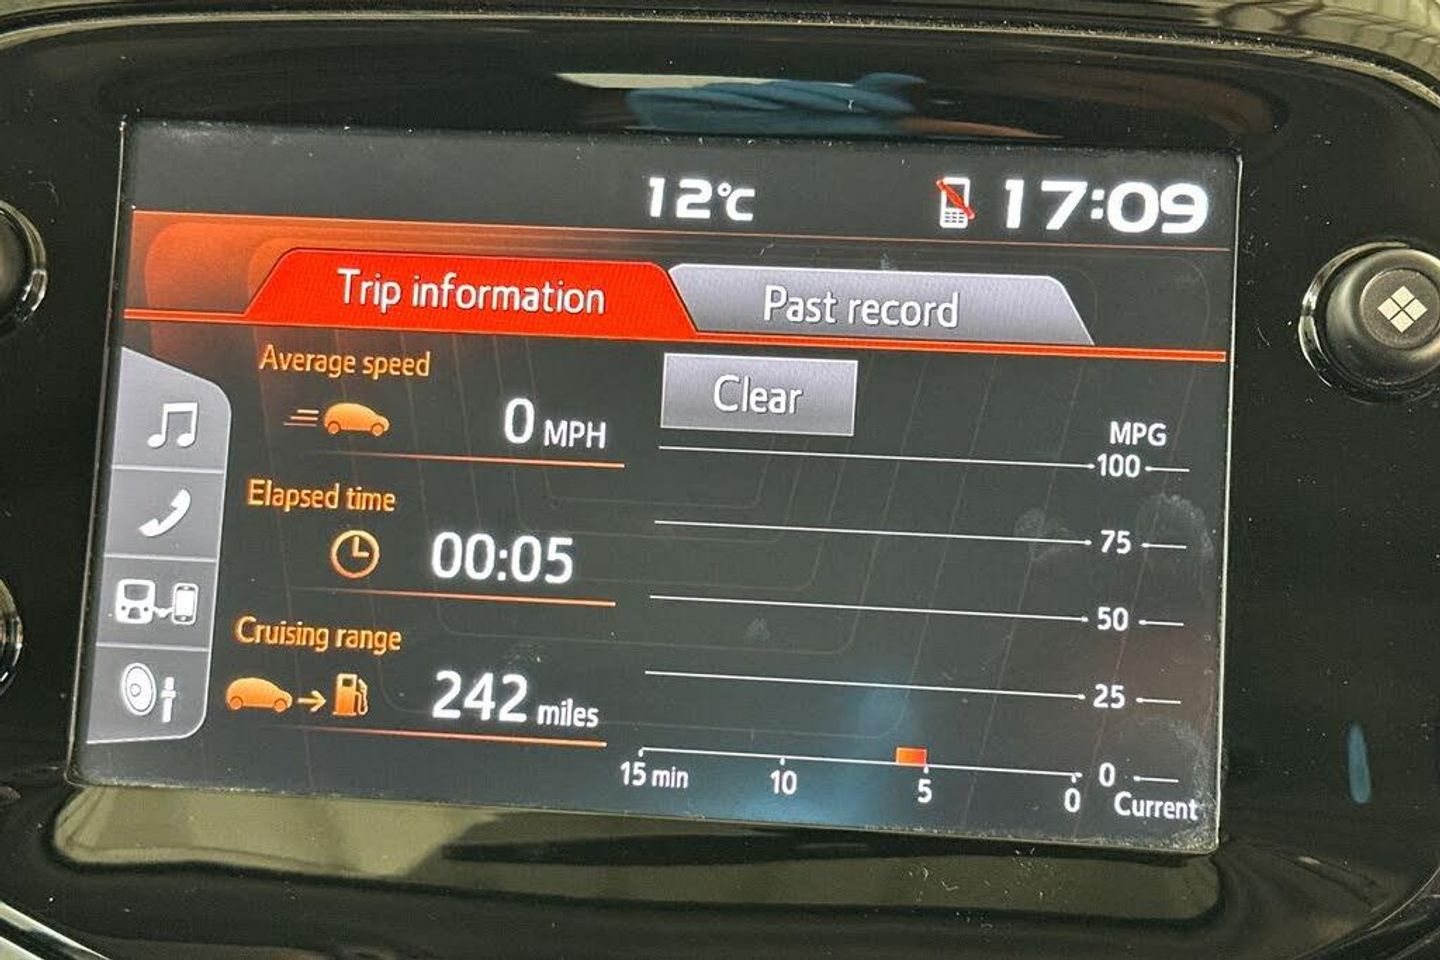 12°C 17:09
Trip information Past record
Average speed
Clear
0 MPH
MPG
100
Elapsed time
75
00:05
50
Cruising range
25
242 miles
0
15 min 10 5 0 Current